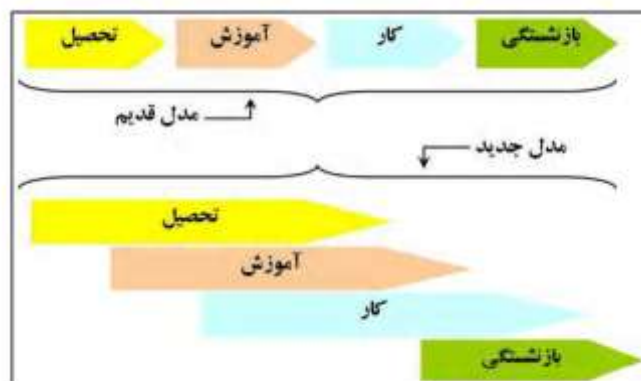 تحصیل
آموزش
کار
بازنشستگی
مدل قدیم
مدل جدید
تحصیل
آموزش
کار
بازنشستگی